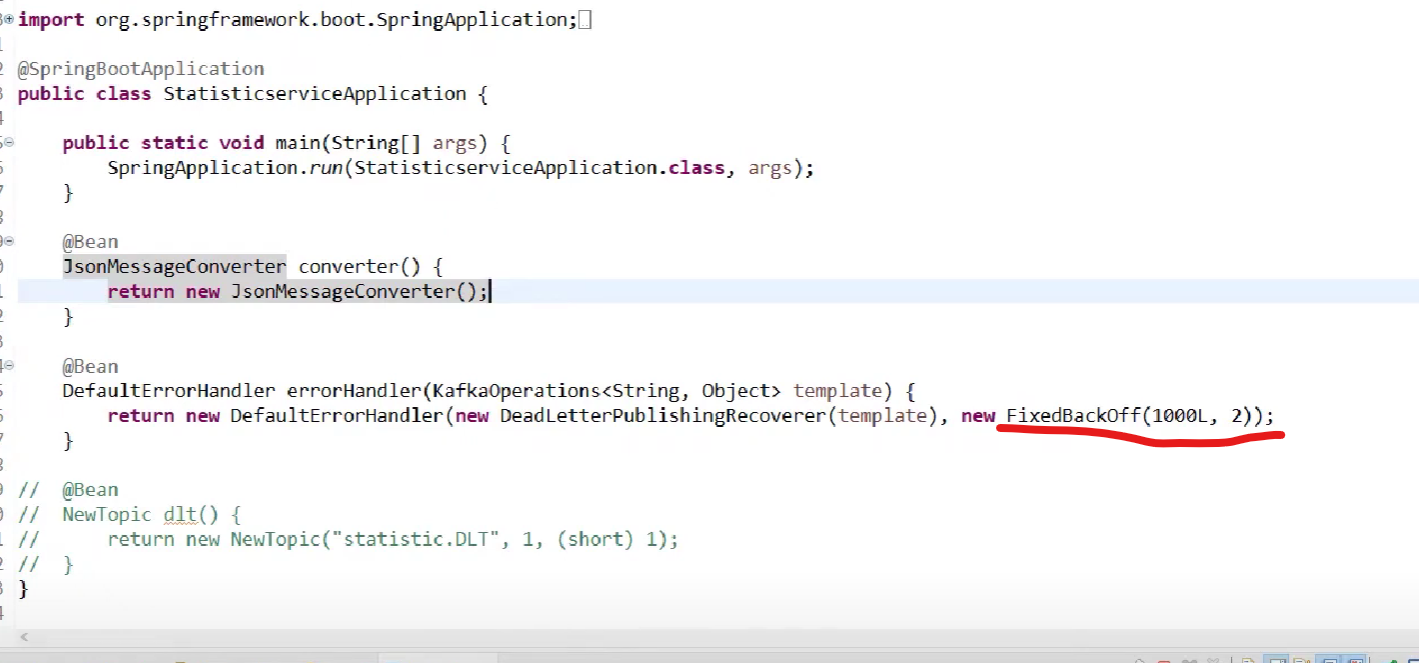 import org.springframework.boot.SpringApplication;
@SpringBootApplication
public class StatisticserviceApplication {
public static void main(String[] args) {
SpringApplication.run(StatisticserviceApplication.class, args);
}
@Bean
JsonMessageConverter converter() {
return new JsonMessageConverter();
}
@Bean
DefaultErrorHandler errorHandler(KafkaOperations<String, Object> template) {
return new DefaultErrorHandler(new DeadLetterPublishingRecoverer(template), new FixedBackOff(1000L, 2));
}
// @Bean
// NewTopic dlt() {
// return new NewTopic("statistic.DLT", 1, (short) 1);
// }
}